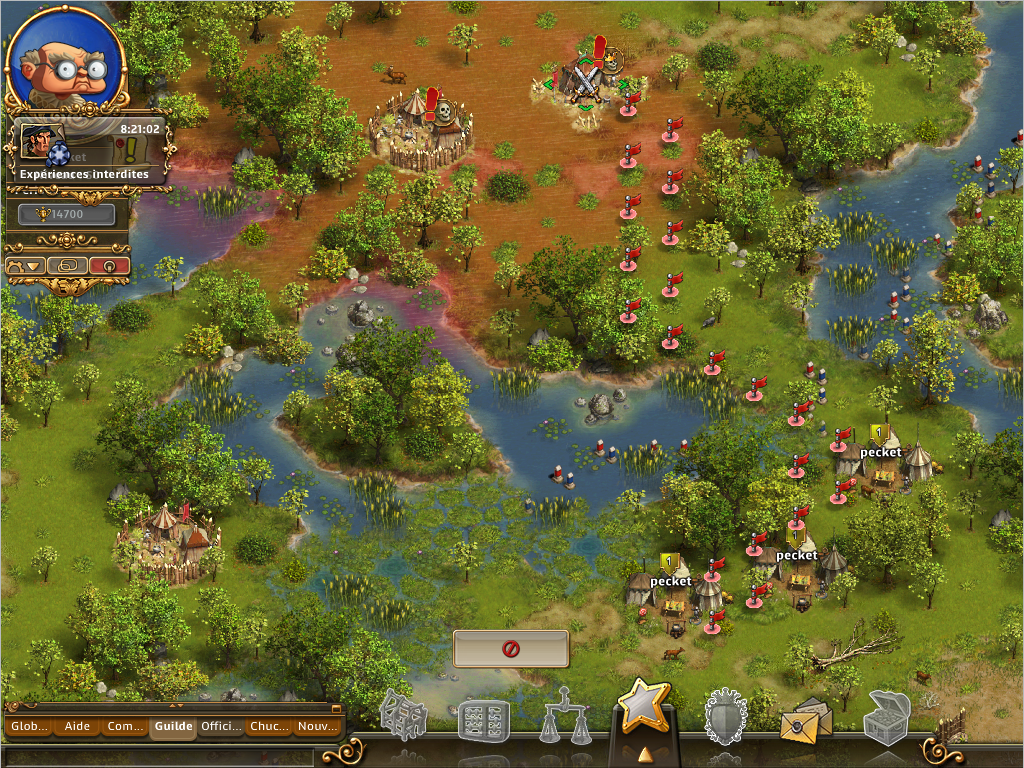 8:21:02
Expériences interdites
14700
1
pecket
1
pecket
1
pecket
Glob...
Aide
Com...
Guilde
Offici...
Chuc...
Nouv...